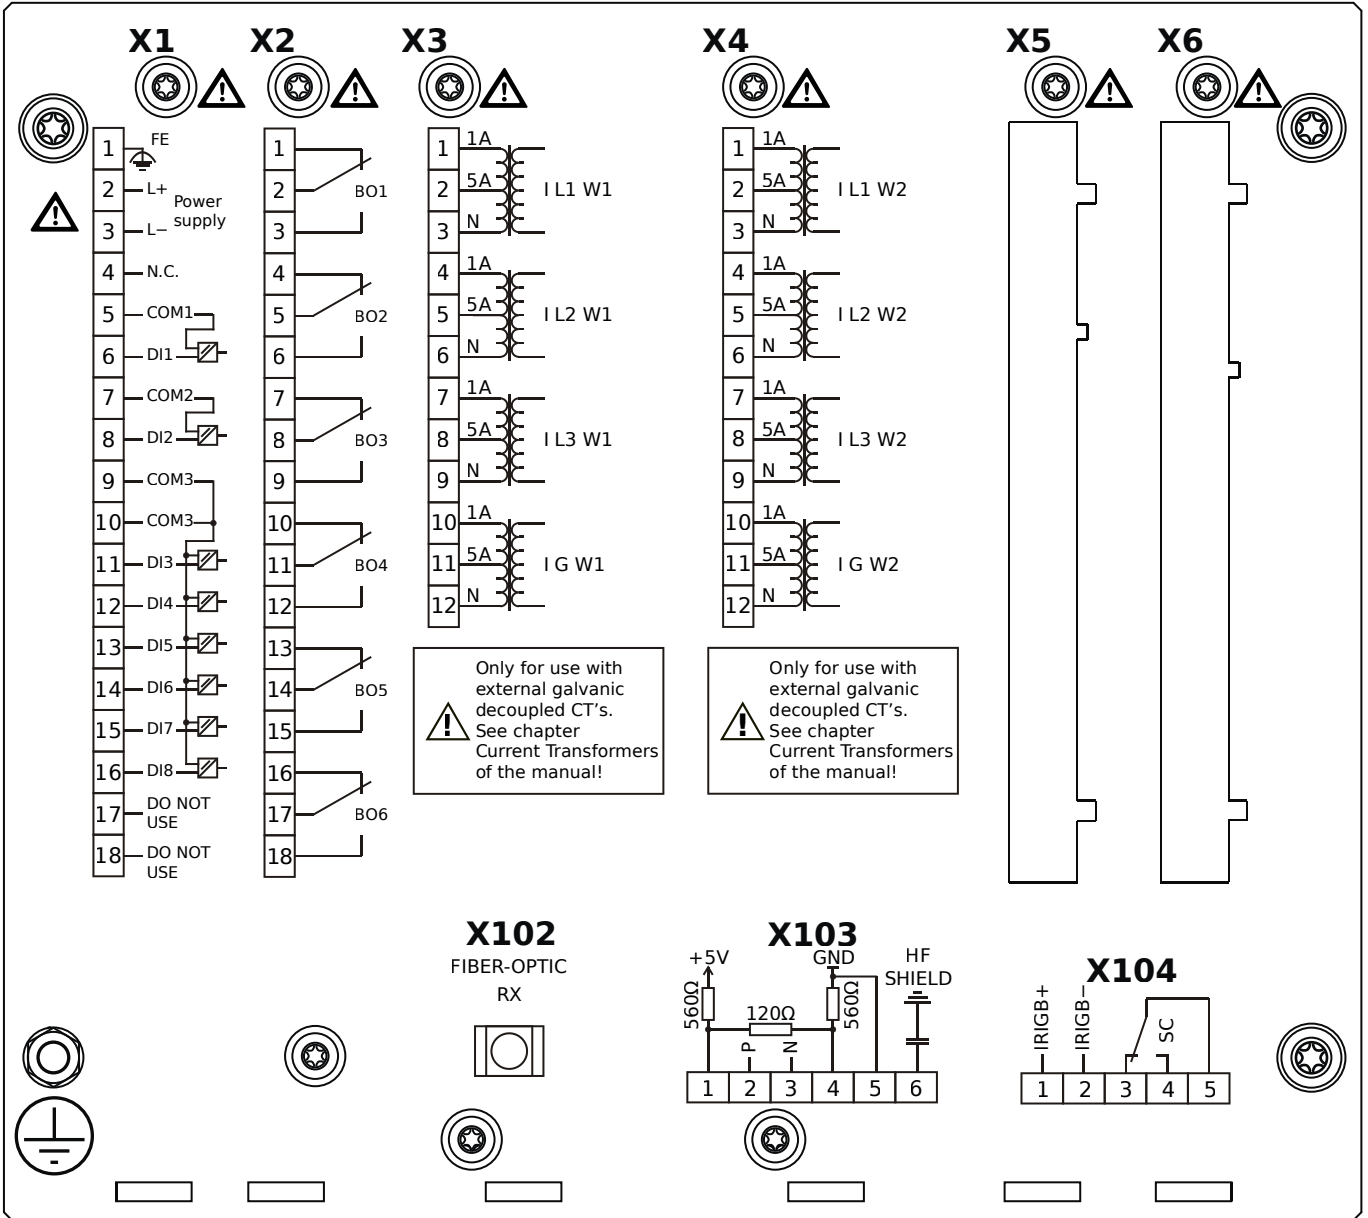 X1 X2 X3 X4 X5 X6
1 FE
2 L+
Power
supply
3 L−
4 N.C.
5 COM1
6 DI1
7 COM2
8 DI2
9 COM3
10 COM3
11 DI3
12 DI4
13 DI5
14 DI6
15 DI7
16 DI8
17 DO NOT
USE
18 DO NOT
USE
1
2 BO1
3
4
5 BO2
6
7
8 BO3
9
10
11 BO4
12
13
14 BO5
15
16
17 BO6
18
1 1A
2 5A I L1 W1
3 N
4 1A
5 5A I L2 W1
6 N
7 1A
8 5A I L3 W1
9 N
10 1A
11 5A I G W1
12 N
!
Only for use with
external galvanic
decoupled CT's.
See chapter
Current Transformers
of the manual!
1 1A
2 5A I L1 W2
3 N
4 1A
5 5A I L2 W2
6 N
7 1A
8 5A I L3 W2
9 N
10 1A
11 5A I G W2
12 N
!
Only for use with
external galvanic
decoupled CT's.
See chapter
Current Transformers
of the manual!
X102
FIBER-OPTIC
RX
X103
+5V GND HF
SHIELD
560Ω 120Ω 560Ω
P N
1 2 3 4 5 6
X104
IRIGB+ IRIGB− SC
1 2 3 4 5